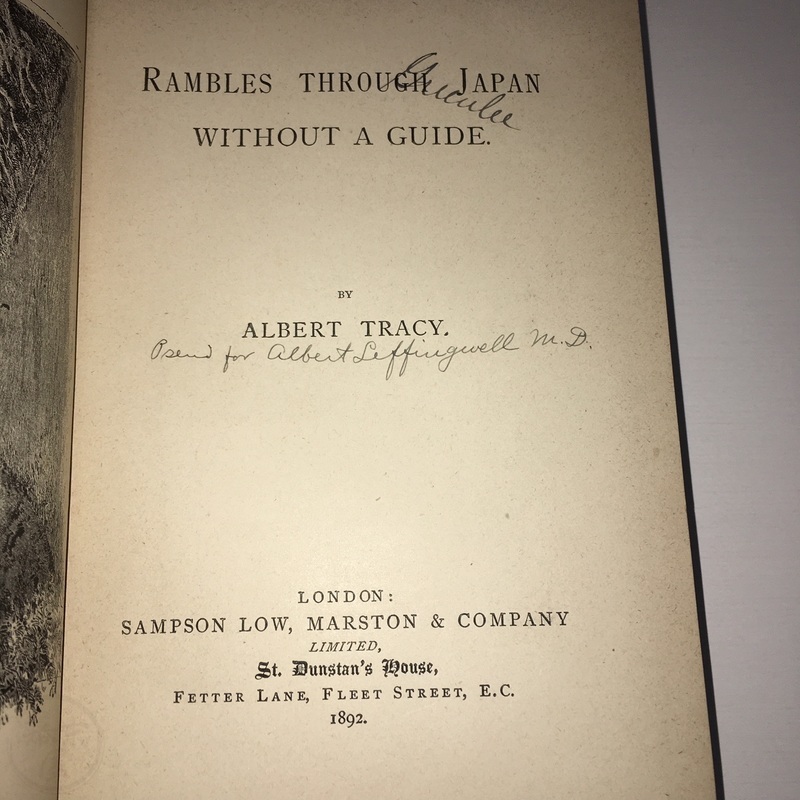 RAMBLES THROUGH JAPAN
Greenlee
WITHOUT A GUIDE.
BY
ALBERT TRACY.
Pseud for Albert Leffingwell M.D.
LONDON:
SAMPSON LOW, MARSTON & COMPANY
LIMITED,
St. Dunstan's House,
FETTER LANE, FLEET STREET, E.C.
1892.